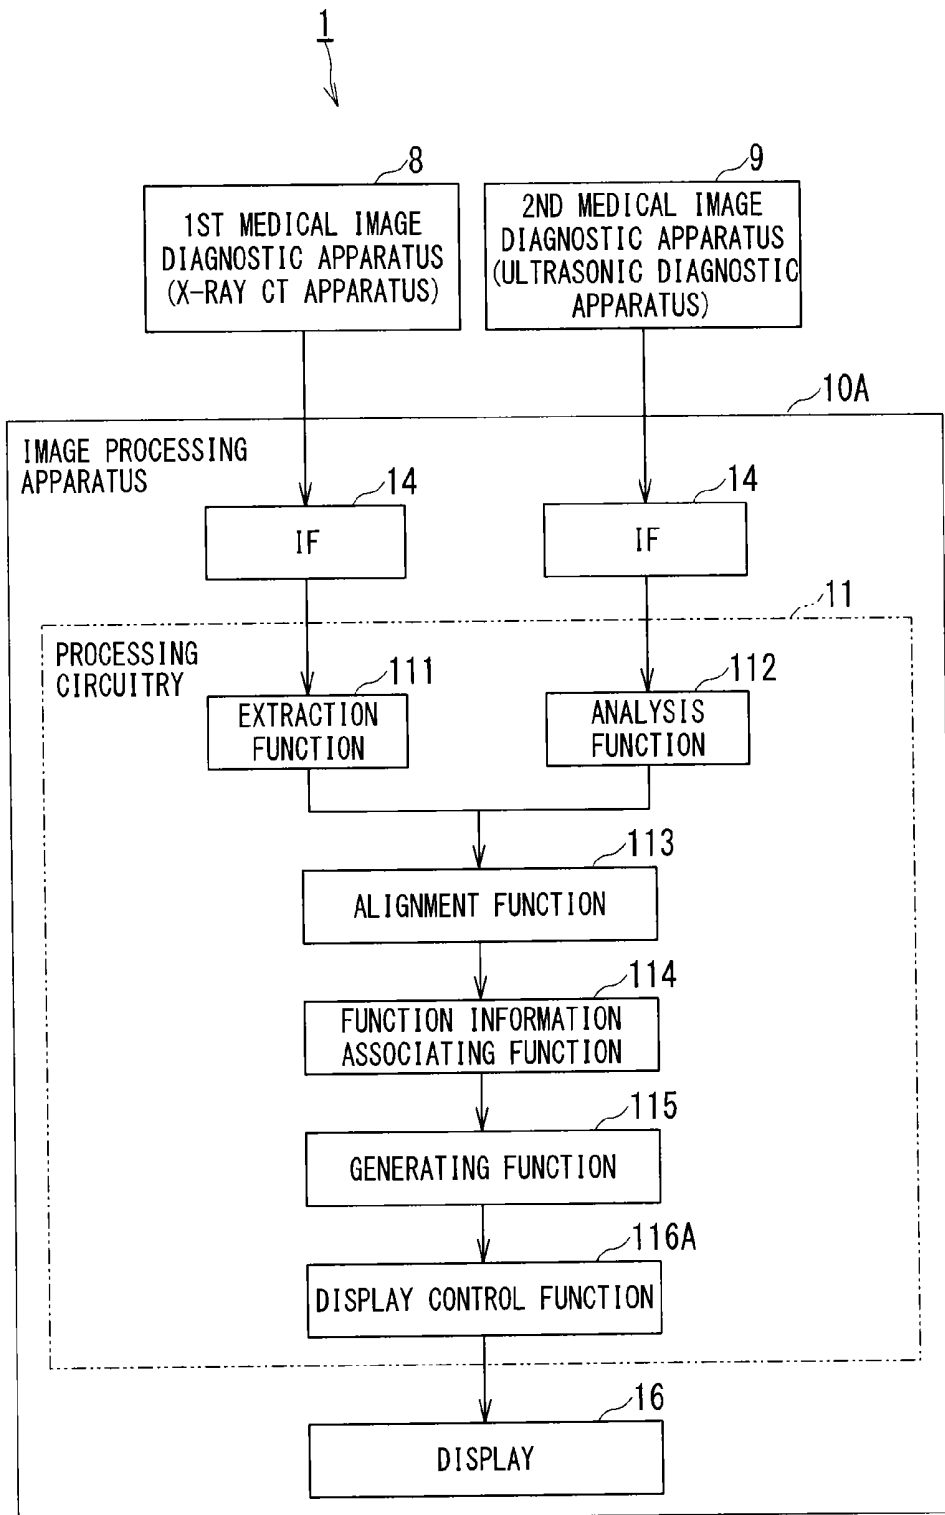 1
8
1ST MEDICAL IMAGE
DIAGNOSTIC APPARATUS
(X-RAY CT APPARATUS)
9
2ND MEDICAL IMAGE
DIAGNOSTIC APPARATUS
(ULTRASONIC DIAGNOSTIC
APPARATUS)
10A
IMAGE PROCESSING
APPARATUS
14
IF
14
IF
11
PROCESSING
CIRCUITRY
111
EXTRACTION
FUNCTION
112
ANALYSIS
FUNCTION
113
ALIGNMENT FUNCTION
114
FUNCTION INFORMATION
ASSOCIATING FUNCTION
115
GENERATING FUNCTION
116A
DISPLAY CONTROL FUNCTION
16
DISPLAY